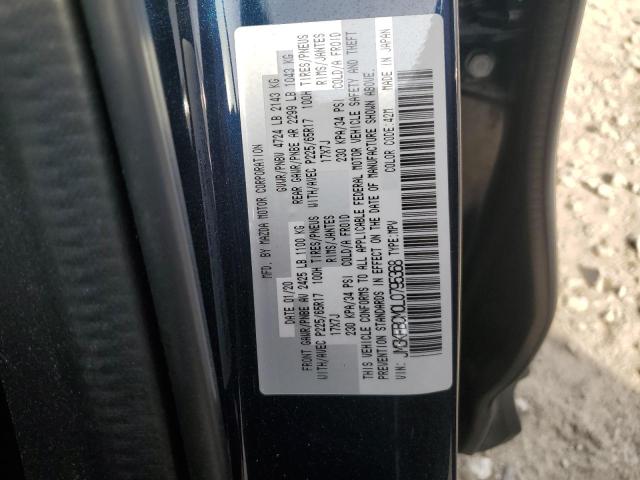 MFD. BY MAZDA MOTOR CORPORATION
DATE: 01/20 GVWR/PNBV 4724 LB 2143 KG
FRONT GAWR/PNBE AV 2425 LB 1100 KG REAR GAWR/PNBE AR 2299 LB 1043 KG
WITH/AVEC P225/65R17 100H TIRES/PNEUS WITH/AVEC P225/65R17 100H TIRES/PNEUS
17X7J RIMS/JANTES 17X7J RIMS/JANTES
230 KPA/34 PSI COLD/A FROID 230 KPA/34 PSI COLD/A FROID
THIS VEHICLE CONFORMS TO ALL APPLICABLE FEDERAL MOTOR VEHICLE SAFETY AND THEFT
PREVENTION STANDARDS IN EFFECT ON THE DATE OF MANUFACTURE SHOWN ABOVE.
COLOR CODE:42M MADE IN JAPAN
VIN: JM3KFBCM0L0795368 TYPE:MPV